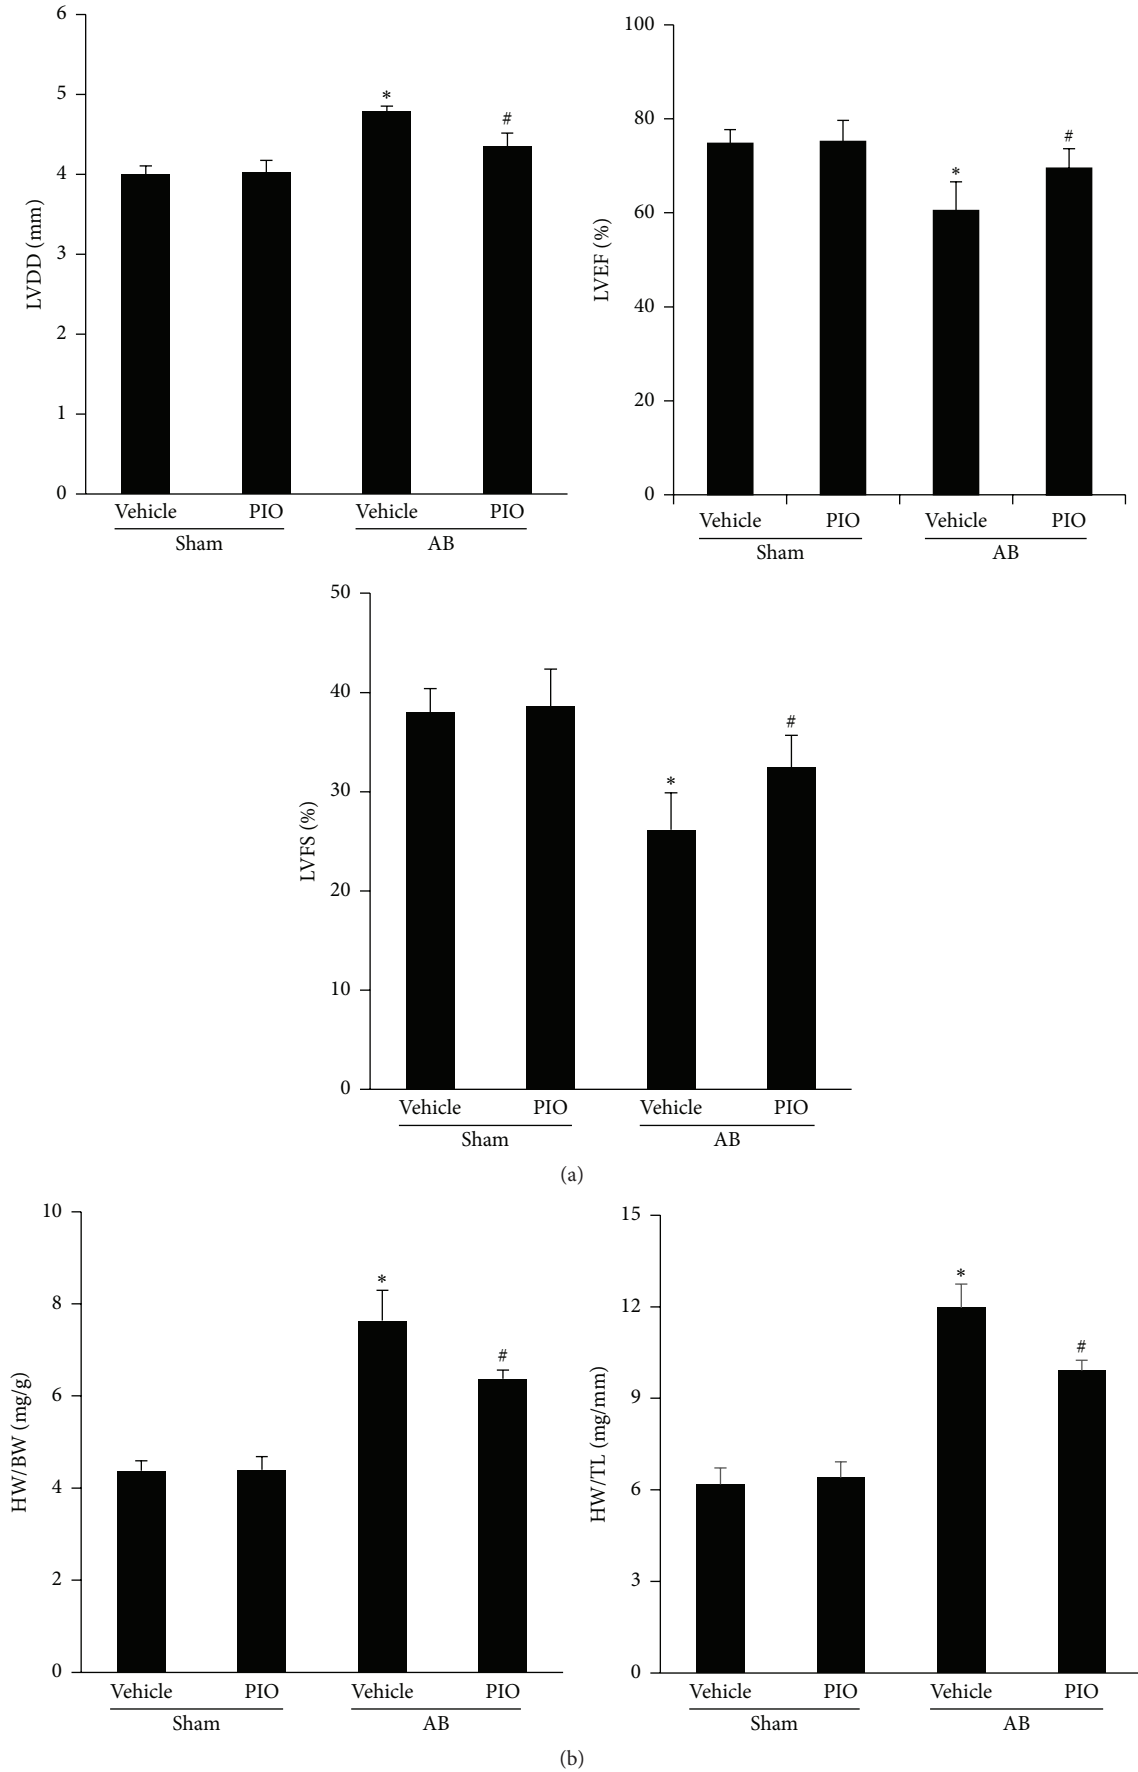 6
5
4
3
2
1
0
LVDD (mm)
*
#
Vehicle PIO Vehicle PIO
Sham AB
100
80
60
40
20
0
LVEF (%)
*
#
Vehicle PIO Vehicle PIO
Sham AB
50
40
30
20
10
0
LVFS (%)
*
#
Vehicle PIO Vehicle PIO
Sham AB
(a)
10
8
6
4
2
0
HW/BW (mg/g)
*
#
Vehicle PIO Vehicle PIO
Sham AB
15
12
9
6
3
0
HW/TL (mg/mm)
*
#
Vehicle PIO Vehicle PIO
Sham AB
(b)